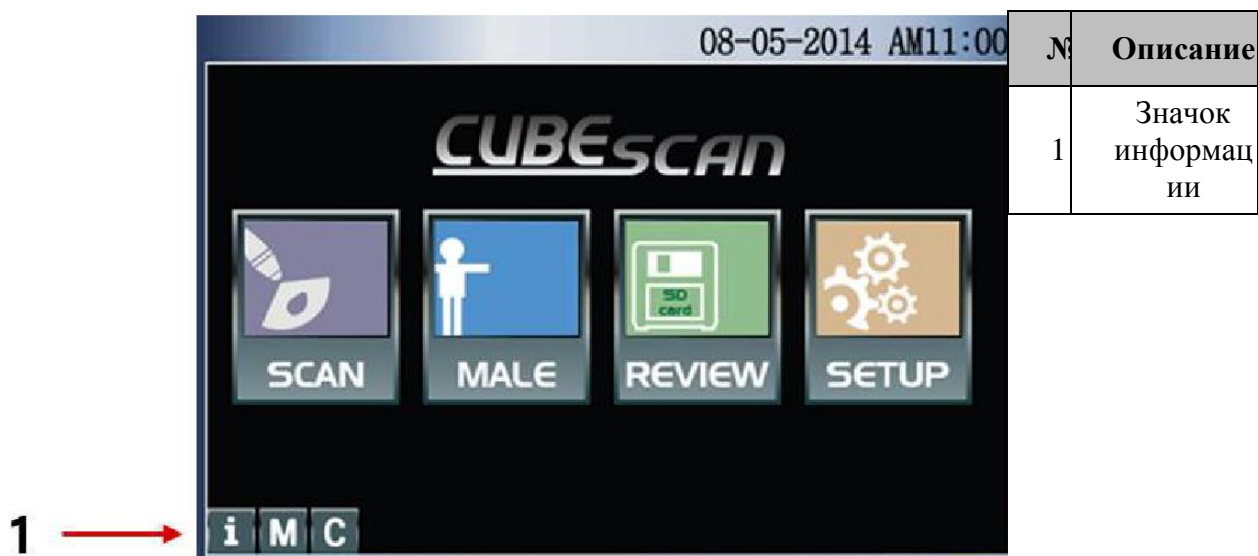 08-05-2014 AM11:00
CUBEscan
SCAN MALE REVIEW SETUP
SD
card
1
i M C
№ Описание
1 Значок
информац
ии